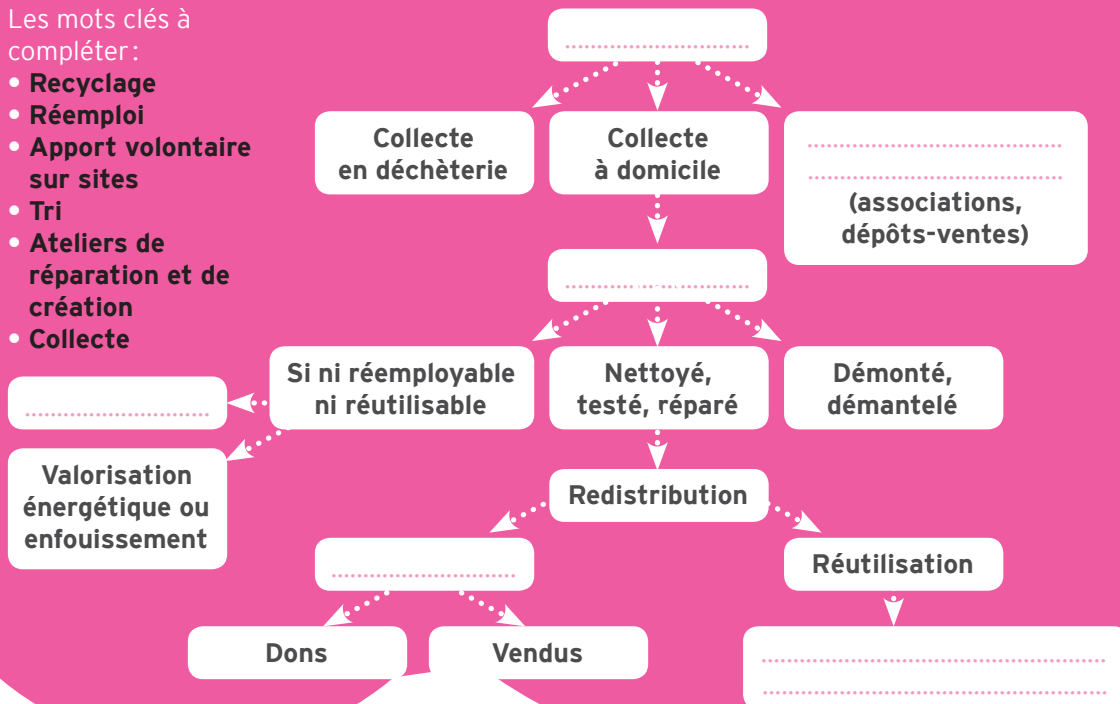 Les mots clés à
compléter :
• Recyclage
• Réemploi
• Apport volontaire
sur sites
• Tri
• Ateliers de
réparation et de
création
• Collecte
Collecte
en déchèterie
Collecte
à domicile
(associations,
dépôts-ventes)
Si ni réemployable
ni réutilisable
Nettoyé,
testé, réparé
Démonté,
démantelé
Valorisation
énergétique ou
enfouissement
Redistribution
Réutilisation
Dons
Vendus